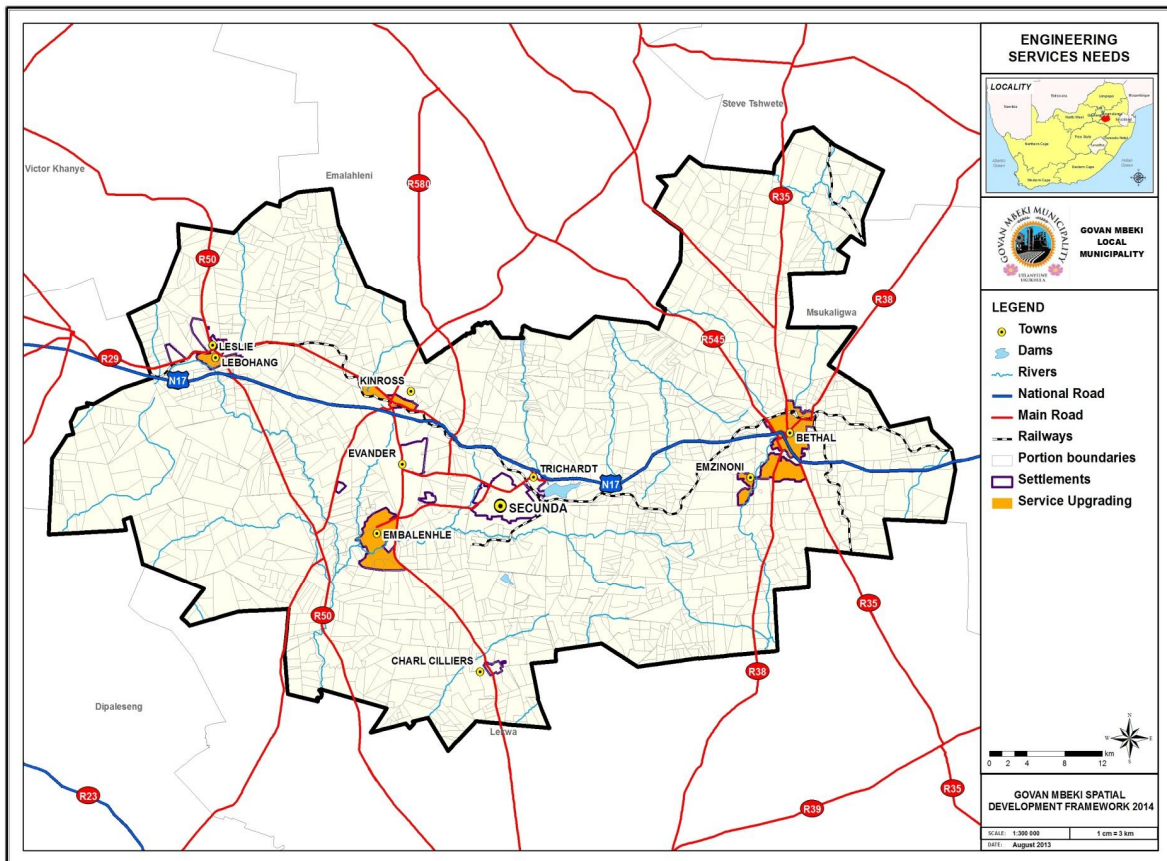 ENGINEERING
SERVICES NEEDS
LOCALITY
GOVAN MBEKI MUNICIPALITY
GOVAN MBEKI
LOCAL
MUNICIPALITY
LEGEND
Towns
Dams
Rivers
National Road
Main Road
Railways
Portion boundaries
Settlements
Service Upgrading
0 2 4 8 12 km
GOVAN MBEKI SPATIAL
DEVELOPMENT FRAMEWORK 2014
SCALE: 1:300 000 1 cm = 3 km
DATE: August 2013
Steve Tshwete
Victor Khanye
Emalahleni
R580
R35
R50
R38
Msukaligwa
R545
LESLIE
LEBOHANG
R29
N17
KINROSS
BETHAL
EVANDER
TRICHARDT
EMZINONI
N17
SECUNDA
EMBALENHLE
R35
R50
CHARL CILLIERS
R38
Dipaleseng
Lekwa
R23
R39
R35